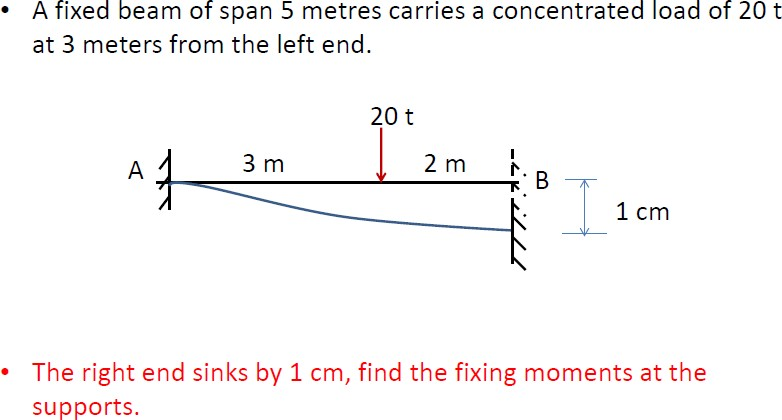 • A fixed beam of span 5 metres carries a concentrated load of 20 t
at 3 meters from the left end.
20 t
A
3 m
2 m
B
1 cm
• The right end sinks by 1 cm, find the fixing moments at the
supports.